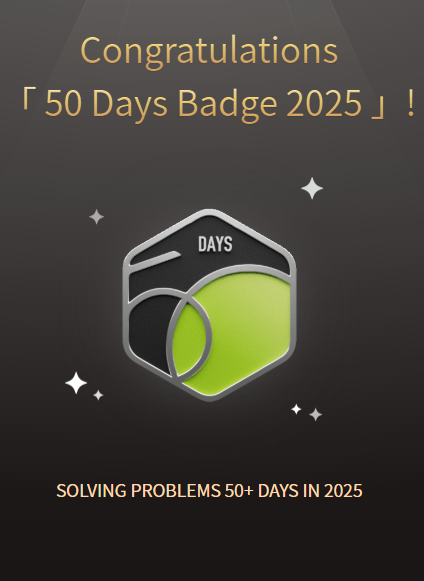 Congratulations
「 50 Days Badge 2025 」!
DAYS
SOLVING PROBLEMS 50+ DAYS IN 2025